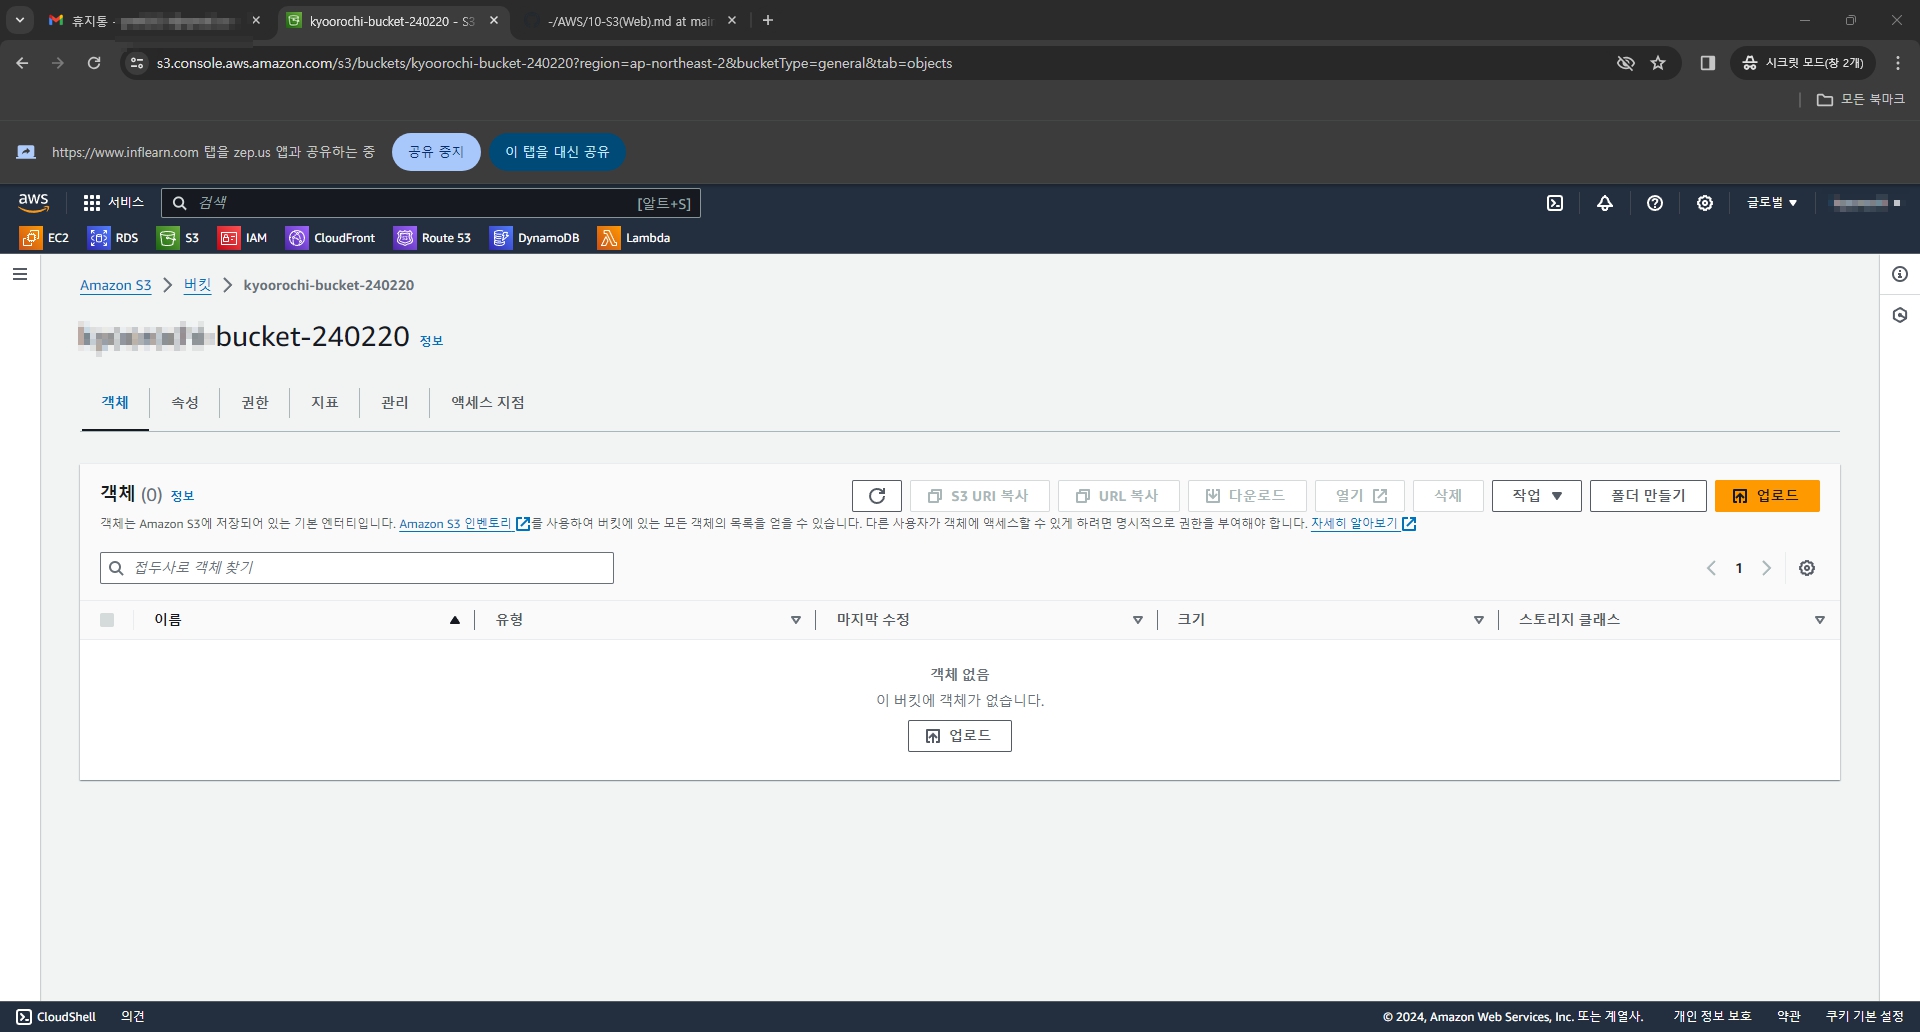 휴지통 -
kyoorochi-bucket-240220 - S3
-/AWS/10-S3(Web).md at main
s3.console.aws.amazon.com/s3/buckets/kyoorochi-bucket-240220?region=ap-northeast-2&bucketType=general&tab=objects
시크릿 모드(창 2개)
모든 북마크
https://www.inflearn.com 탭을 zep.us 앱과 공유하는 중
공유 중지
이 탭을 대신 공유
aws
서비스
검색
[알트+S]
글로벌
EC2
RDS
S3
IAM
CloudFront
Route 53
DynamoDB
Lambda
Amazon S3
버킷
kyoorochi-bucket-240220
bucket-240220 정보
객체
속성
권한
지표
관리
액세스 지점
객체 (0) 정보
S3 URI 복사
URL 복사
다운로드
열기
삭제
작업
폴더 만들기
업로드
객체는 Amazon S3에 저장되어 있는 기본 엔터티입니다. Amazon S3 인벤토리를 사용하여 버킷에 있는 모든 객체의 목록을 얻을 수 있습니다. 다른 사용자가 객체에 액세스할 수 있게 하려면 명시적으로 권한을 부여해야 합니다. 자세히 알아보기
접두사로 객체 찾기
1
이름
유형
마지막 수정
크기
스토리지 클래스
객체 없음
이 버킷에 객체가 없습니다.
업로드
CloudShell
의견
© 2024, Amazon Web Services, Inc. 또는 계열사.
개인 정보 보호
약관
쿠키 기본 설정